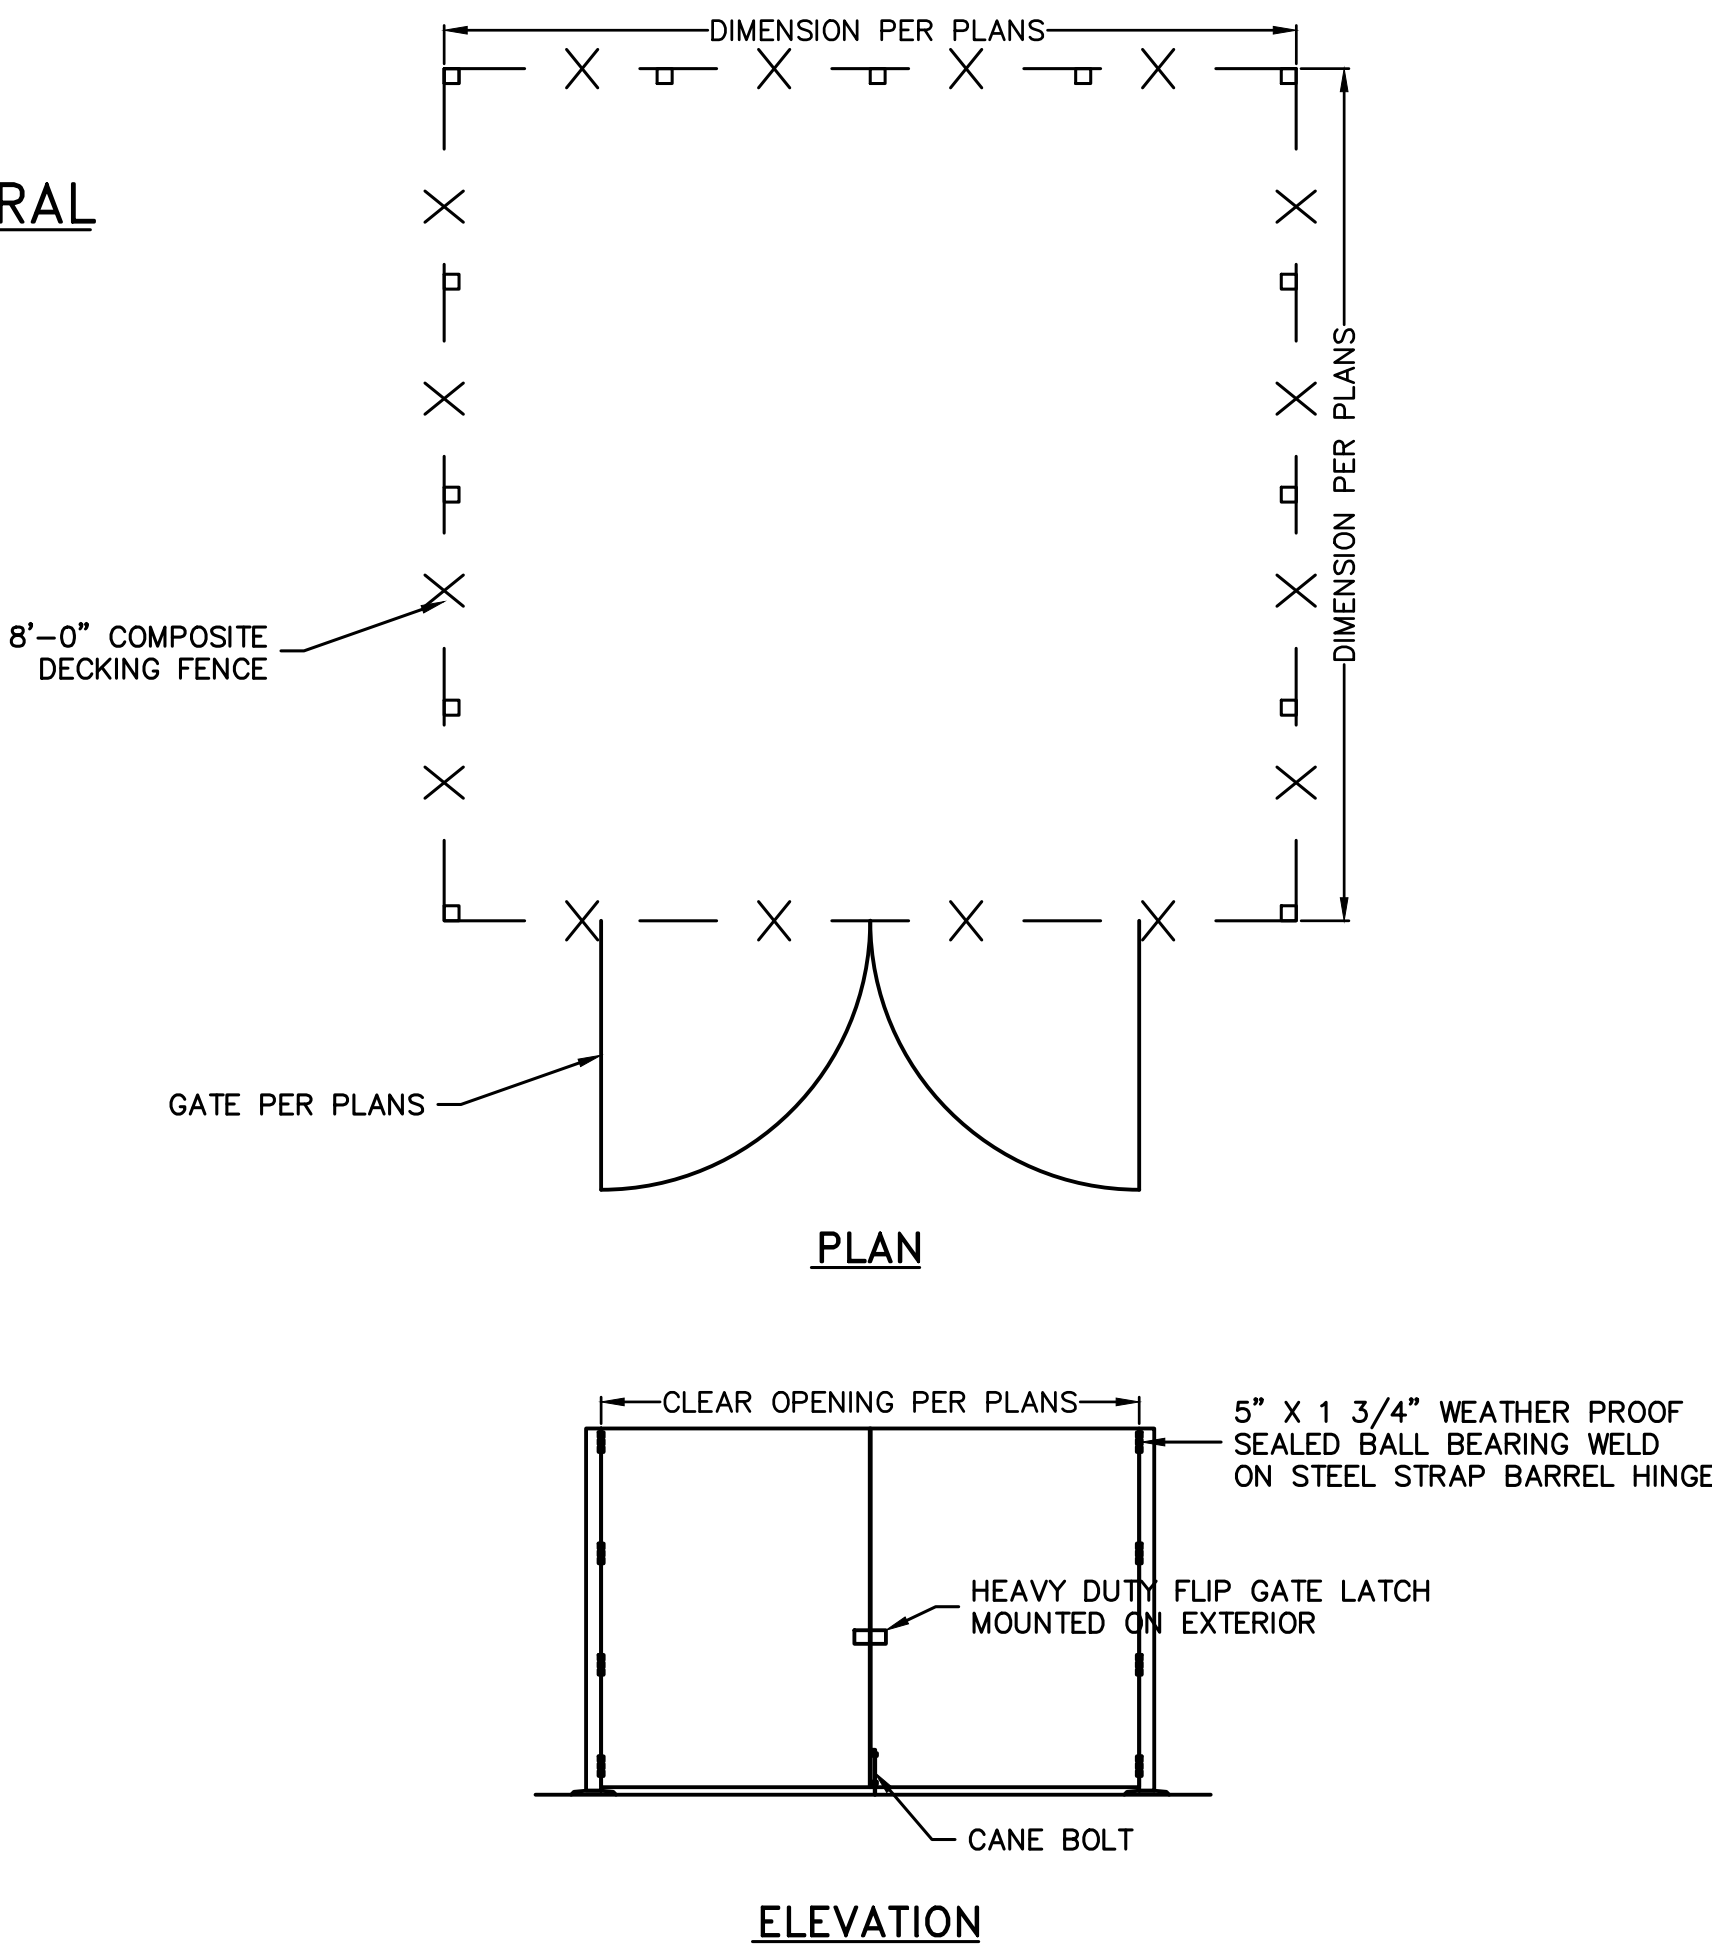 DIMENSION PER PLANS
RAL
DIMENSION PER PLANS
8'-0" COMPOSITE
DECKING FENCE
GATE PER PLANS
PLAN
CLEAR OPENING PER PLANS
5" X 1 3/4" WEATHER PROOF
SEALED BALL BEARING WELD
ON STEEL STRAP BARREL HINGE
HEAVY DUTY FLIP GATE LATCH
MOUNTED ON EXTERIOR
CANE BOLT
ELEVATION